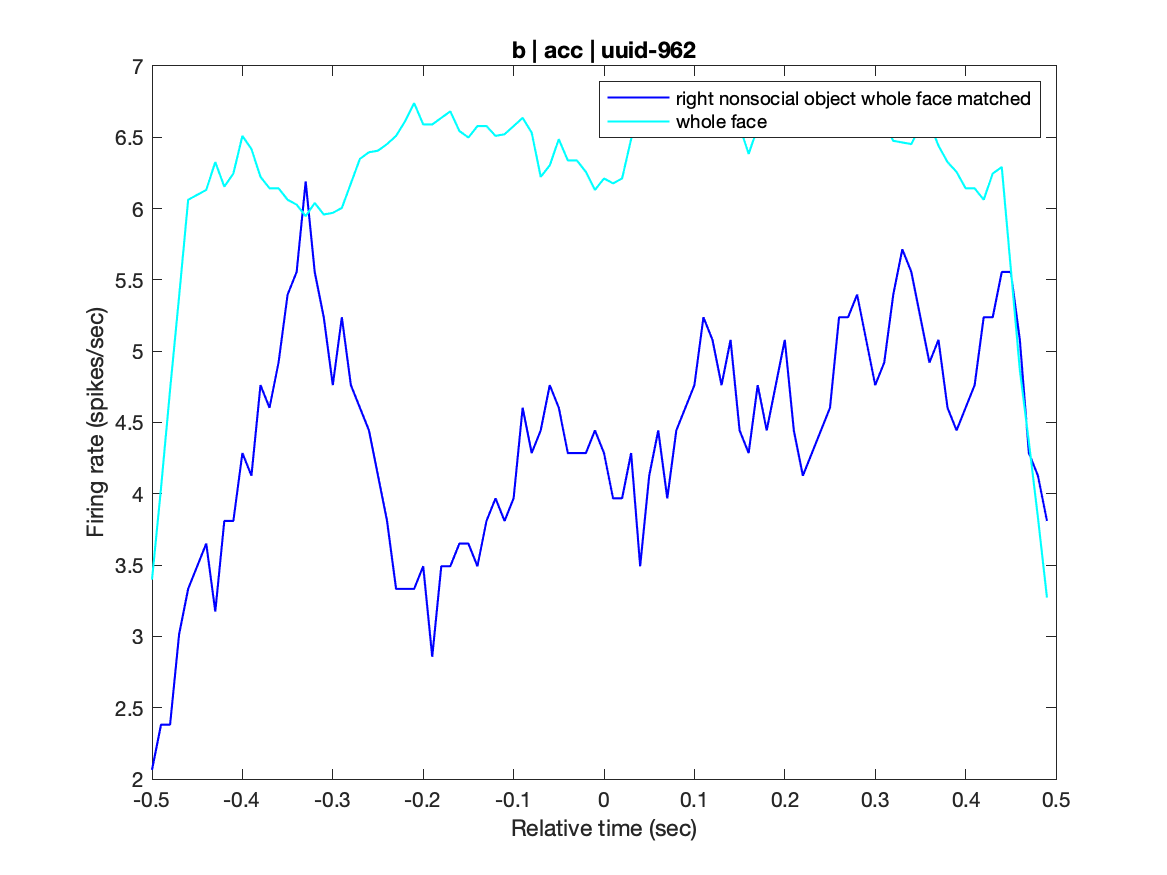 b | acc | uuid-962
right nonsocial object whole face matched
whole face
Firing rate (spikes/sec)
7
6.5
6
5.5
5
4.5
4
3.5
3
2.5
2
-0.5 -0.4 -0.3 -0.2 -0.1 0 0.1 0.2 0.3 0.4 0.5
Relative time (sec)